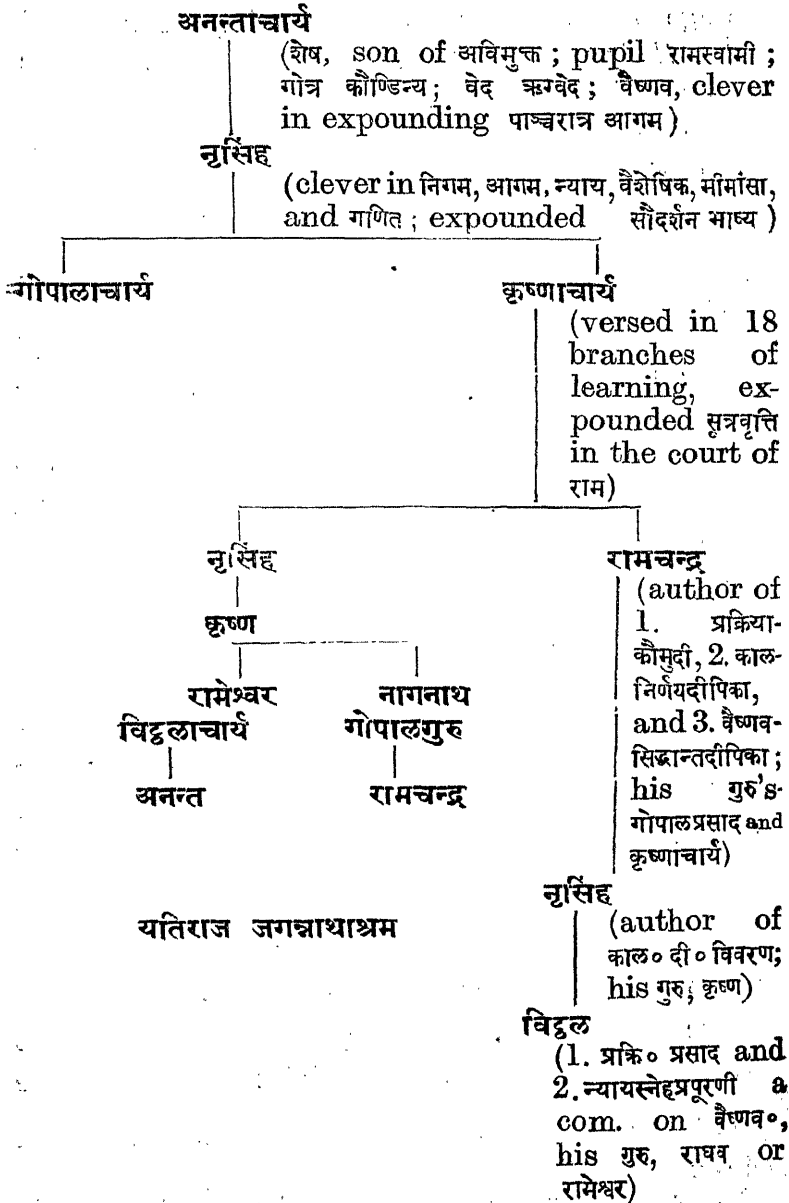 अनन्ताचार्य
(शेष, son of अविमुक्त ; pupil रामस्वामी ;
गोत्र कौण्डिन्य; वेद ऋग्वेद ; वैष्णव, clever
in expounding पाञ्चरात्र आगम)
नृसिंह
(clever in निगम, आगम, न्याय, वैशेषिक, मीमांसा,
and गणित ; expounded सौदर्शन भाष्य )
गोपालाचार्य कृष्णाचार्य
(versed in 18
branches of
learning, ex-
pounded सूत्रवृत्ति
in the court of
राम)
नृसिंह रामचन्द्र
(author of
1. प्रक्रिया-
कौमुदी, 2. काल-
निर्णयदीपिका,
and 3. वैष्णव-
सिद्धान्तदीपिका ;
his गुरु's-
गोपालप्रसाद and
कृष्णाचार्य)
कृष्ण
रामेश्वर नागनाथ
विट्ठलाचार्य गोपालगुरु
अनन्त रामचन्द्र
नृसिंह
(author of
काल० दी० विवरण;
his गुरु, कृष्ण)
यतिराज जगन्नाथाश्रम
विट्ठल
(1. प्रक्रि० प्रसाद and
2. न्यायस्नेहप्रपूरणी a
com. on वैष्णव०,
his गुरु, राघव or
रामेश्वर)